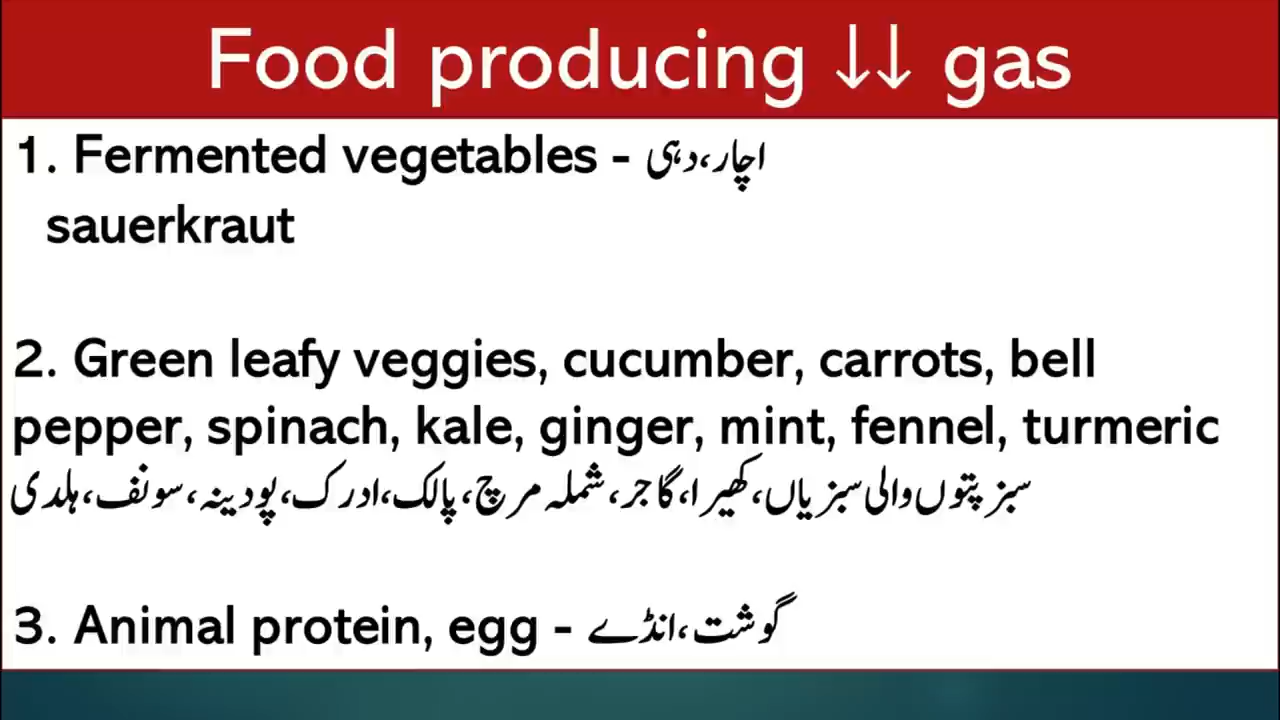 Food producing ↓↓ gas
1. Fermented vegetables - اچار، دہی
sauerkraut
2. Green leafy veggies, cucumber, carrots, bell
pepper, spinach, kale, ginger, mint, fennel, turmeric
سبز پتوں والی سبزیاں، کھیرا، گاجر، شملہ مرچ، پالک، ادرک، پودینہ، سونف، ہلدی
3. Animal protein, egg - گوشت، انڈے